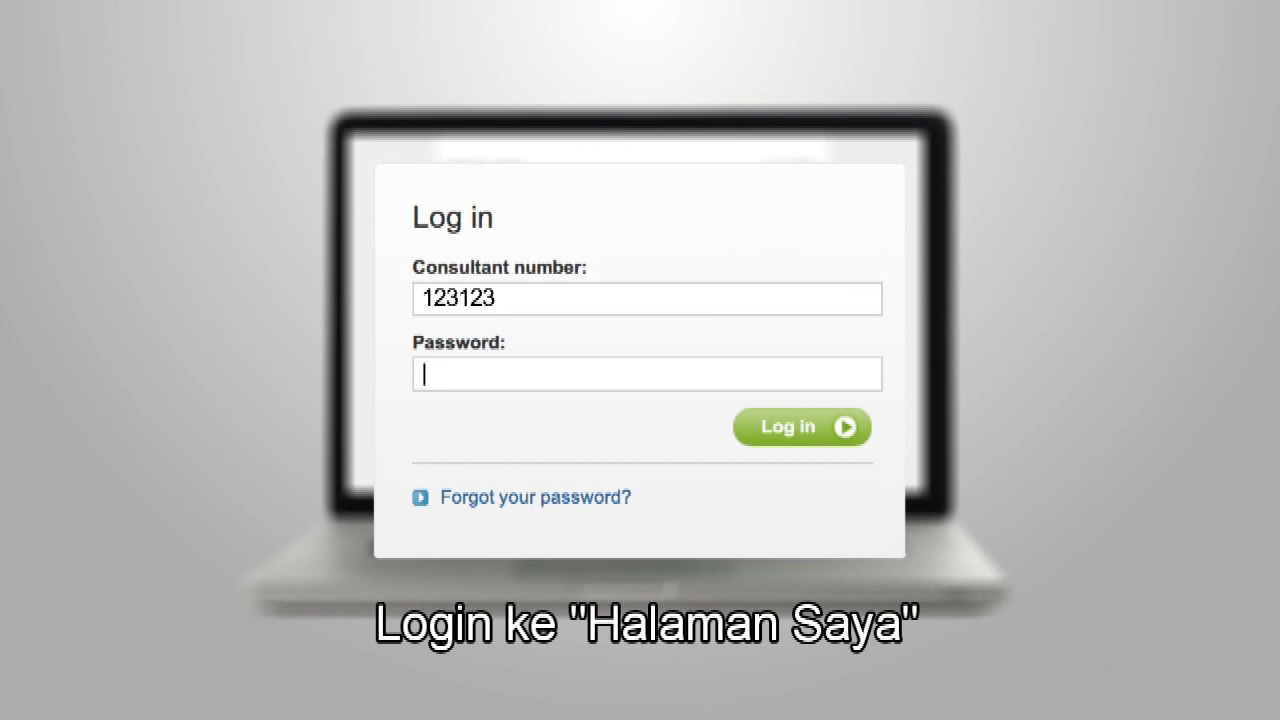 Log in
Consultant number:
123123
Password:
Log in
Forgot your password?
Login ke "Halaman Saya"